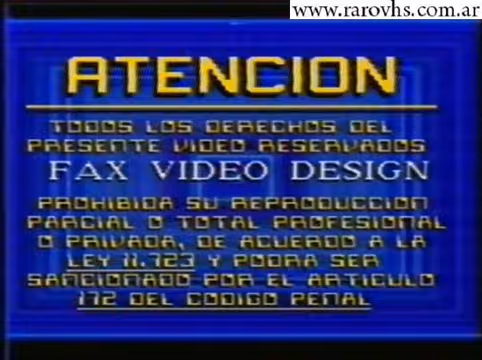 www.rarovhs.com.ar
ATENCION
TODOS LOS DERECHOS DEL
PRESENTE VIDEO RESERVADOS
FAX VIDEO DESIGN
PROHIBIDA SU REPRODUCCION
PARCIAL O TOTAL PROFESIONAL
O PRIVADA, DE ACUERDO A LA
LEY 11.723 Y PODRA SER
SANCIONADO POR EL ARTICULO
172 DEL CODIGO PENAL